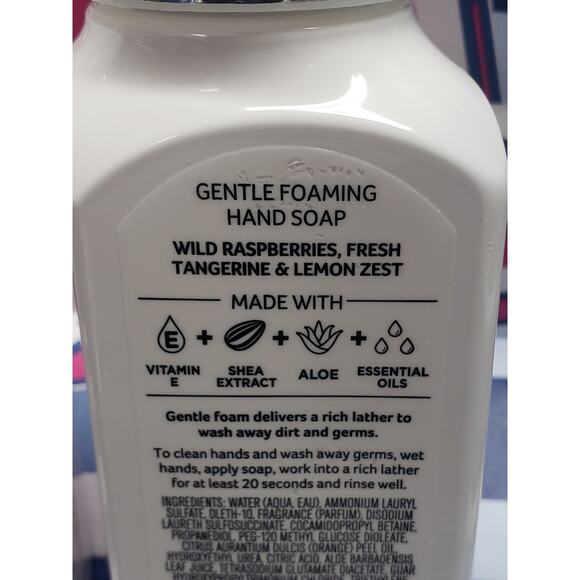 GENTLE FOAMING
HAND SOAP
WILD RASPBERRIES, FRESH
TANGERINE & LEMON ZEST
MADE WITH
E + + +
VITAMIN E SHEA EXTRACT ALOE ESSENTIAL OILS
Gentle foam delivers a rich lather to
wash away dirt and germs.
To clean hands and wash away germs, wet
hands, apply soap, work into a rich lather
for at least 20 seconds and rinse well.
INGREDIENTS: WATER (AQUA, EAU), AMMONIUM LAURYL
SULFATE, OLETH-10, FRAGRANCE (PARFUM), DISODIUM
LAURETH SULFOSUCCINATE, COCAMIDOPROPYL BETAINE,
PROPANEDIOL, PEG-120 METHYL GLUCOSE DIOLEATE,
CITRUS AURANTIUM DULCIS (ORANGE) PEEL OIL,
HYDROXYETHYL UREA, CITRIC ACID, ALOE BARBADENSIS
LEAF JUICE, TETRASODIUM GLUTAMATE DIACETATE, GUAR
HYDROXYPROPYLTRIMONIUM CHLORIDE, TRIETHYL